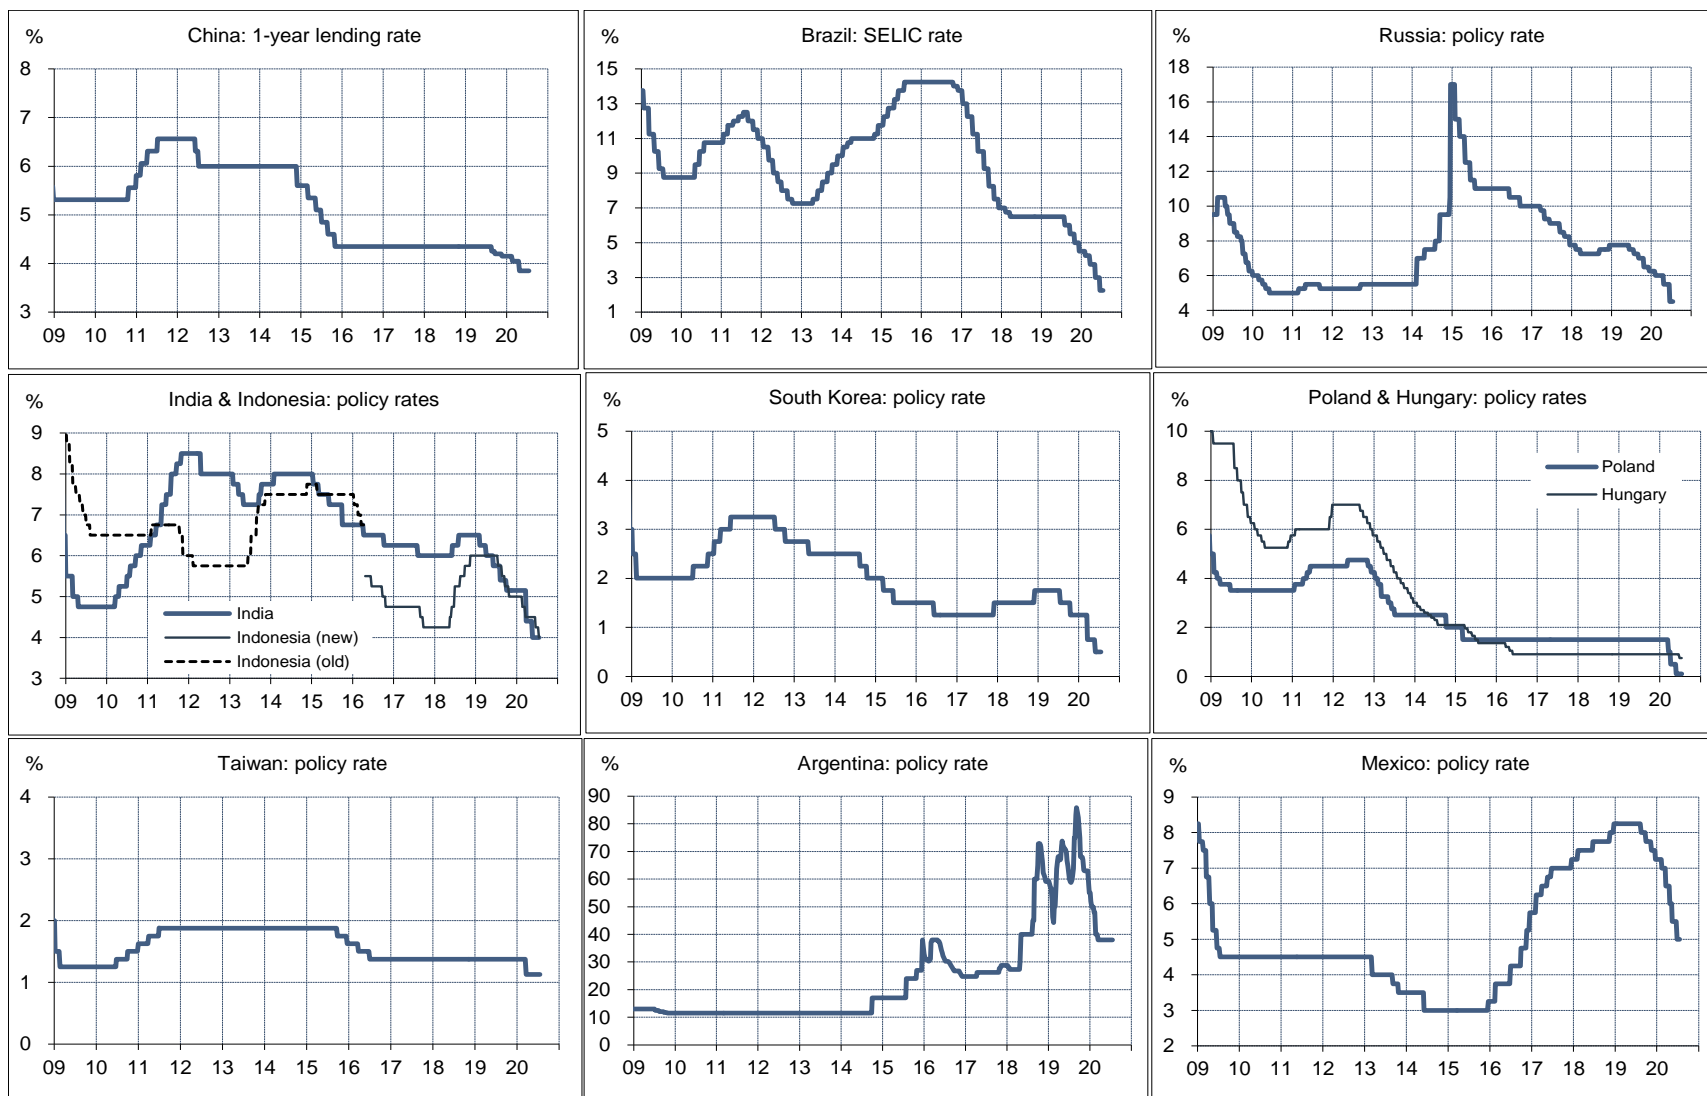 % China: 1-year lending rate
8
7
6
5
4
3
09 10 11 12 13 14 15 16 17 18 19 20
% Brazil: SELIC rate
15
13
11
9
7
5
3
1
09 10 11 12 13 14 15 16 17 18 19 20
% Russia: policy rate
18
16
14
12
10
8
6
4
09 10 11 12 13 14 15 16 17 18 19 20
% India & Indonesia: policy rates
9
8
7
6
5
4
3
India
Indonesia (new)
Indonesia (old)
09 10 11 12 13 14 15 16 17 18 19 20
% South Korea: policy rate
5
4
3
2
1
0
09 10 11 12 13 14 15 16 17 18 19 20
% Poland & Hungary: policy rates
10
8
6
4
2
0
Poland
Hungary
09 10 11 12 13 14 15 16 17 18 19 20
% Taiwan: policy rate
4
3
2
1
0
09 10 11 12 13 14 15 16 17 18 19 20
% Argentina: policy rate
90
80
70
60
50
40
30
20
10
0
09 10 11 12 13 14 15 16 17 18 19 20
% Mexico: policy rate
9
8
7
6
5
4
3
2
09 10 11 12 13 14 15 16 17 18 19 20